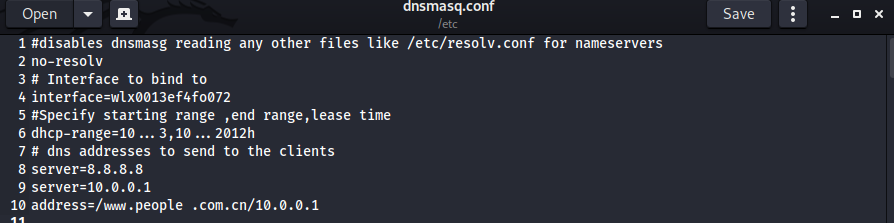 Open
dnsmasq.conf
/etc
Save
1 #disables dnsmasg reading any other files like /etc/resolv.conf for nameservers
2 no-resolv
3 # Interface to bind to
4 interface=wlx0013ef4fo072
5 #Specify starting range ,end range,lease time
6 dhcp-range=10...3,10...2012h
7 # dns addresses to send to the clients
8 server=8.8.8.8
9 server=10.0.0.1
10 address=/www.people .com.cn/10.0.0.1
11